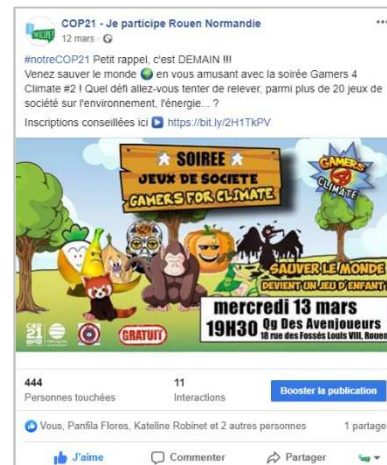 COP21 - Je participe Rouen Normandie
12 mars
#notreCOP21 Petit rappel, c'est DEMAIN !!!
Venez sauver le monde 🌍 en vous amusant avec la soirée Gamers 4
Climate #2 ! Quel défi allez-vous tenter de relever, parmi plus de 20 jeux de
société sur l'environnement, l'énergie... ?
Inscriptions conseillées ici ▶ https://bit.ly/2H1TkPV
SOIREE
JEUX DE SOCIETE
GAMERS FOR CLIMATE
GAMERS
4
CLIMATE
SAUVER LE MONDE
DEVIENT UN JEU D'ENFANT
mercredi 13 mars
19H30 Qg Des Avenjoueurs
18 rue des Fossés Louis VIII, Rouen
COP
21
GRATUIT
444
Personnes touchées
11
Interactions
Booster la publication
Vous, Panfila Flores, Kateline Robinet et 2 autres personnes
1 partage
J'aime
Commenter
Partager